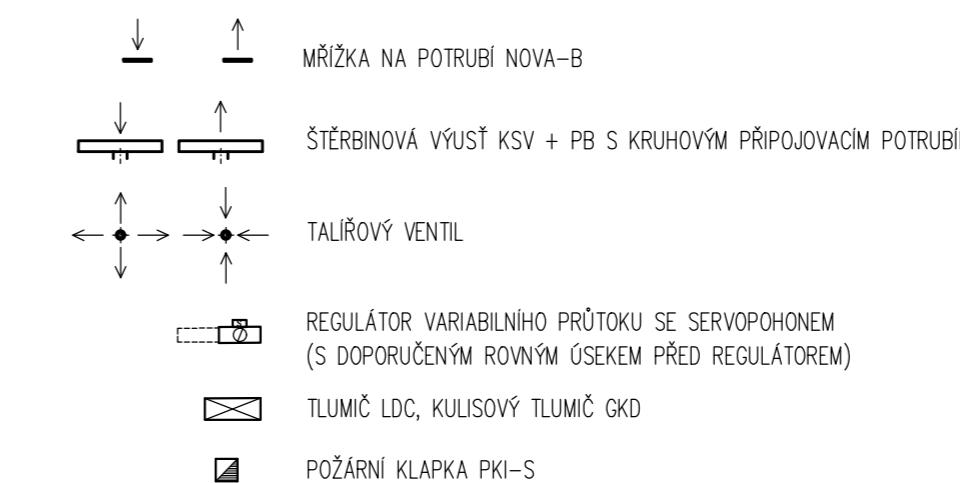 MŘÍŽKA NA POTRUBÍ NOVA-B
ŠTĚRBINOVÁ VÝUSŤ KSV + PB S KRUHOVÝM PŘIPOJOVACÍM POTRUBÍM
TALÍŘOVÝ VENTIL
REGULÁTOR VARIABILNÍHO PRŮTOKU SE SERVOPOHONEM
(S DOPORUČENÝM ROVNÝM ÚSEKEM PŘED REGULÁTOREM)
TLUMIČ LDC, KULISOVÝ TLUMIČ GKD
POŽÁRNÍ KLAPKA PKI-S